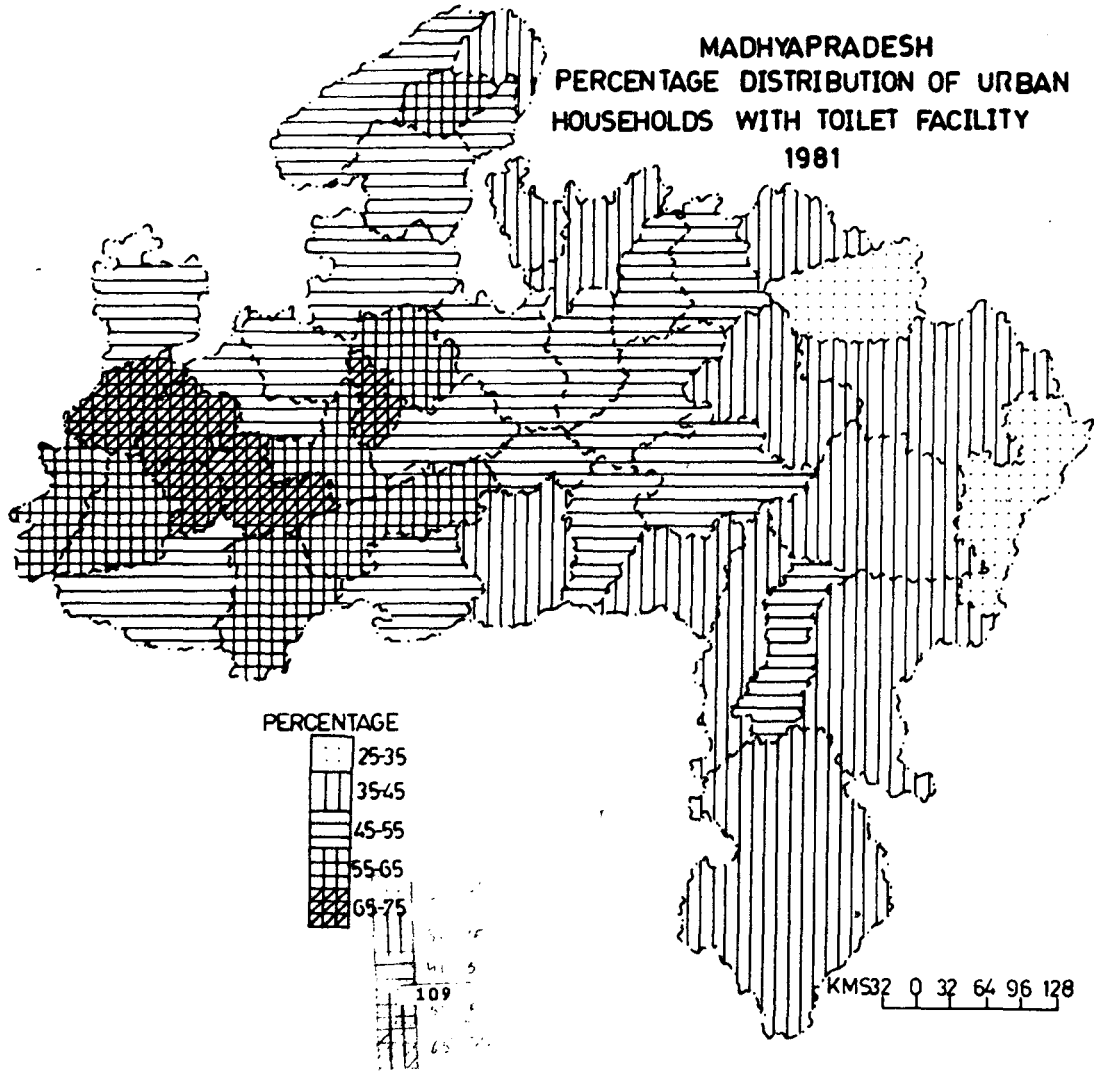 MADHYAPRADESH
PERCENTAGE DISTRIBUTION OF URBAN
HOUSEHOLDS WITH TOILET FACILITY
1981
PERCENTAGE
25-35
35-45
45-55
55-65
65-75
109
KMS32 0 32 64 96 128